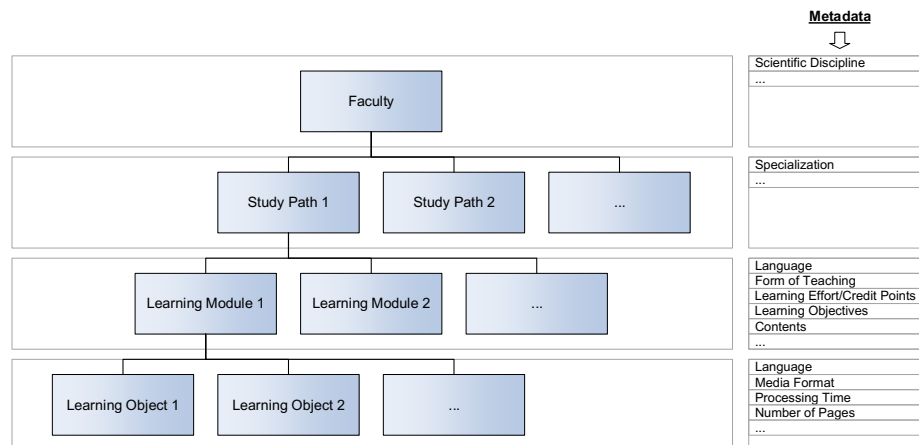 Metadata
Faculty
Scientific Discipline
...
Study Path 1
Study Path 2
...
Specialization
...
Learning Module 1
Learning Module 2
...
Language
Form of Teaching
Learning Effort/Credit Points
Learning Objectives
Contents
...
Learning Object 1
Learning Object 2
...
Language
Media Format
Processing Time
Number of Pages
...